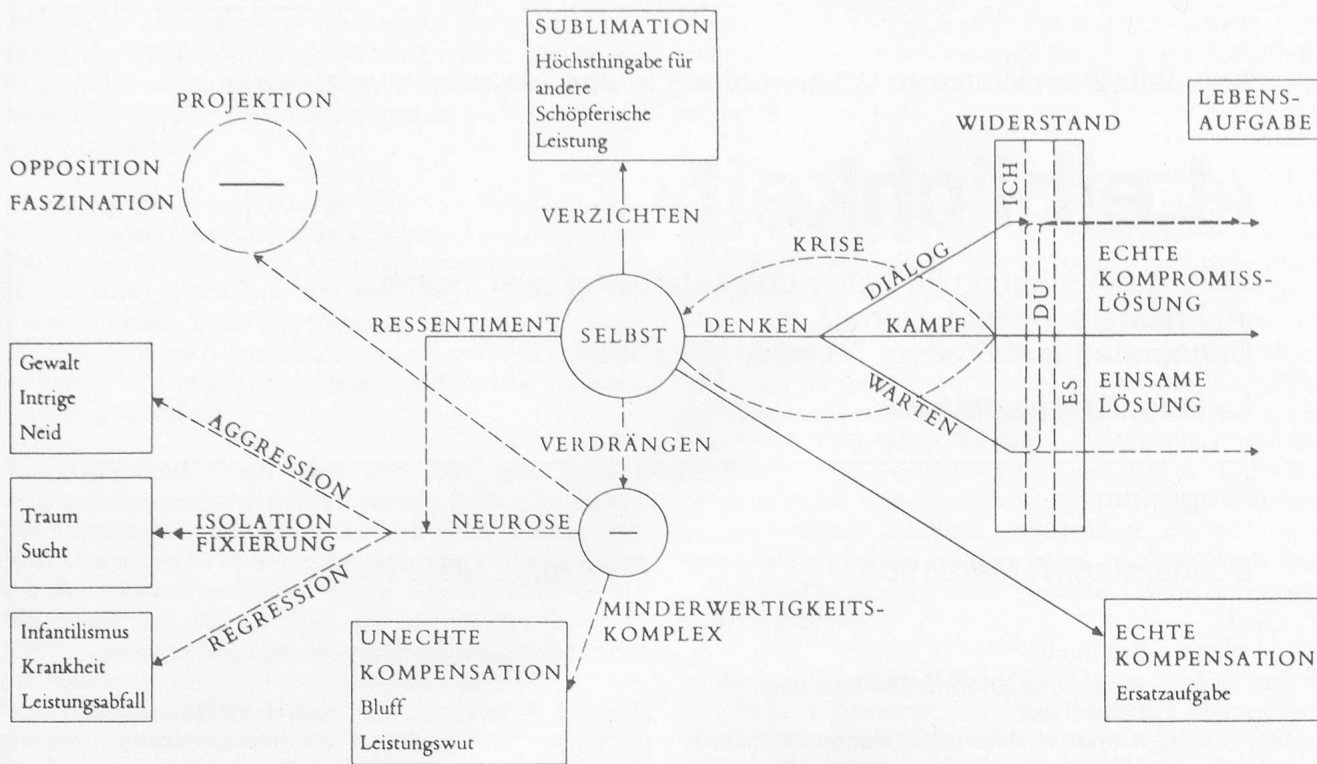 SUBLIMATION
Höchsthingabe für
andere
Schöpferische
Leistung
PROJEKTION
OPPOSITION
FASZINATION
VERZICHTEN
WIDERSTAND
LEBENS-
AUFGABE
ICH
DU
ES
KRISE
DIALOG
RESSENTIMENT
SELBST
DENKEN
KAMPF
WARTEN
ECHTE
KOMPROMISS-
LÖSUNG
EINSAME
LÖSUNG
Gewalt
Intrige
Neid
AGGRESSION
VERDRÄNGEN
Traum
Sucht
ISOLATION
FIXIERUNG
NEUROSE
REGRESSION
Infantilismus
Krankheit
Leistungsabfall
MINDERWERTIGKEITS-
KOMPLEX
UNECHTE
KOMPENSATION
Bluff
Leistungswut
ECHTE
KOMPENSATION
Ersatzaufgabe